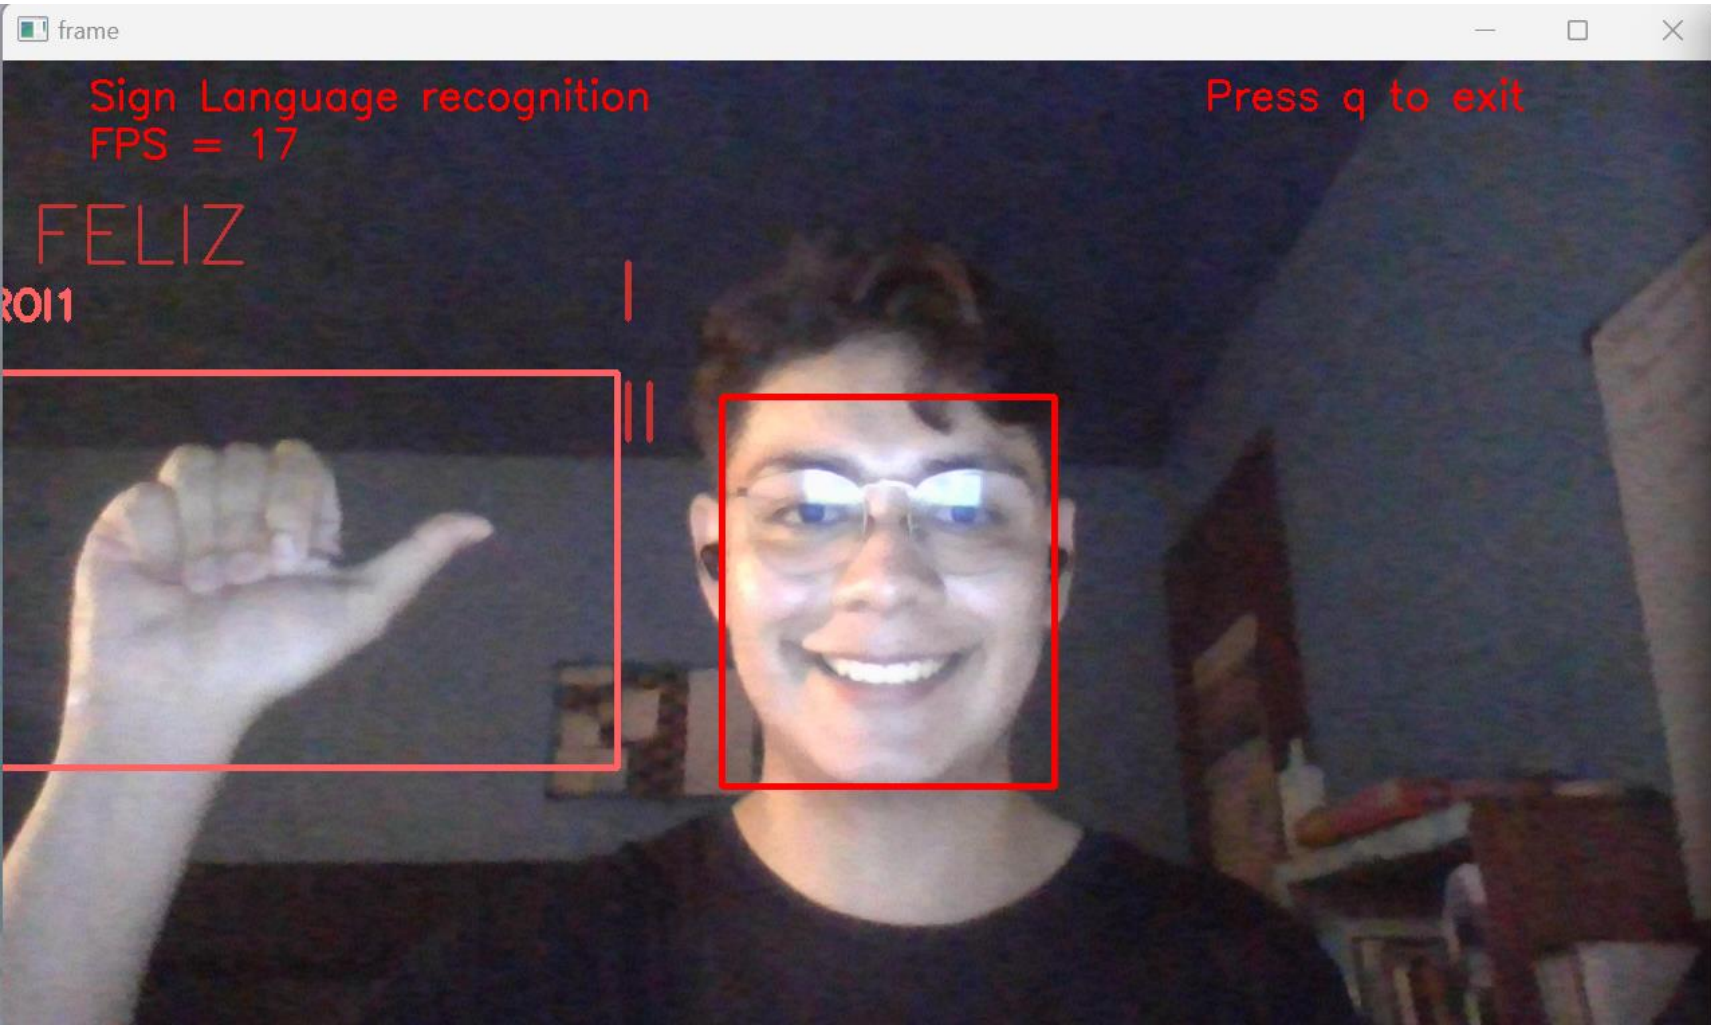 frame
Sign Language recognition
Press q to exit
FPS = 17
FELIZ
ROI1
|
||